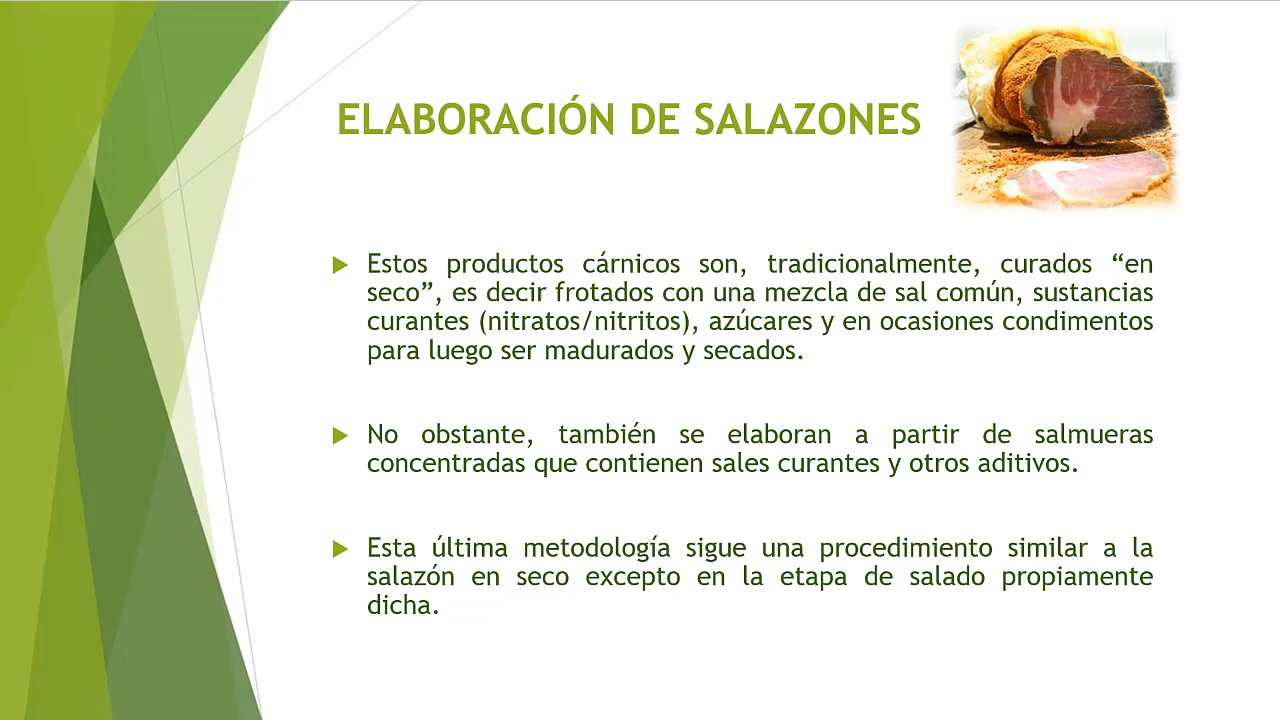 ELABORACIÓN DE SALAZONES
Estos productos cárnicos son, tradicionalmente, curados “en
seco”, es decir frotados con una mezcla de sal común, sustancias
curantes (nitratos/nitritos), azúcares y en ocasiones condimentos
para luego ser madurados y secados.
No obstante, también se elaboran a partir de salmueras
concentradas que contienen sales curantes y otros aditivos.
Esta última metodología sigue una procedimiento similar a la
salazón en seco excepto en la etapa de salado propiamente
dicha.